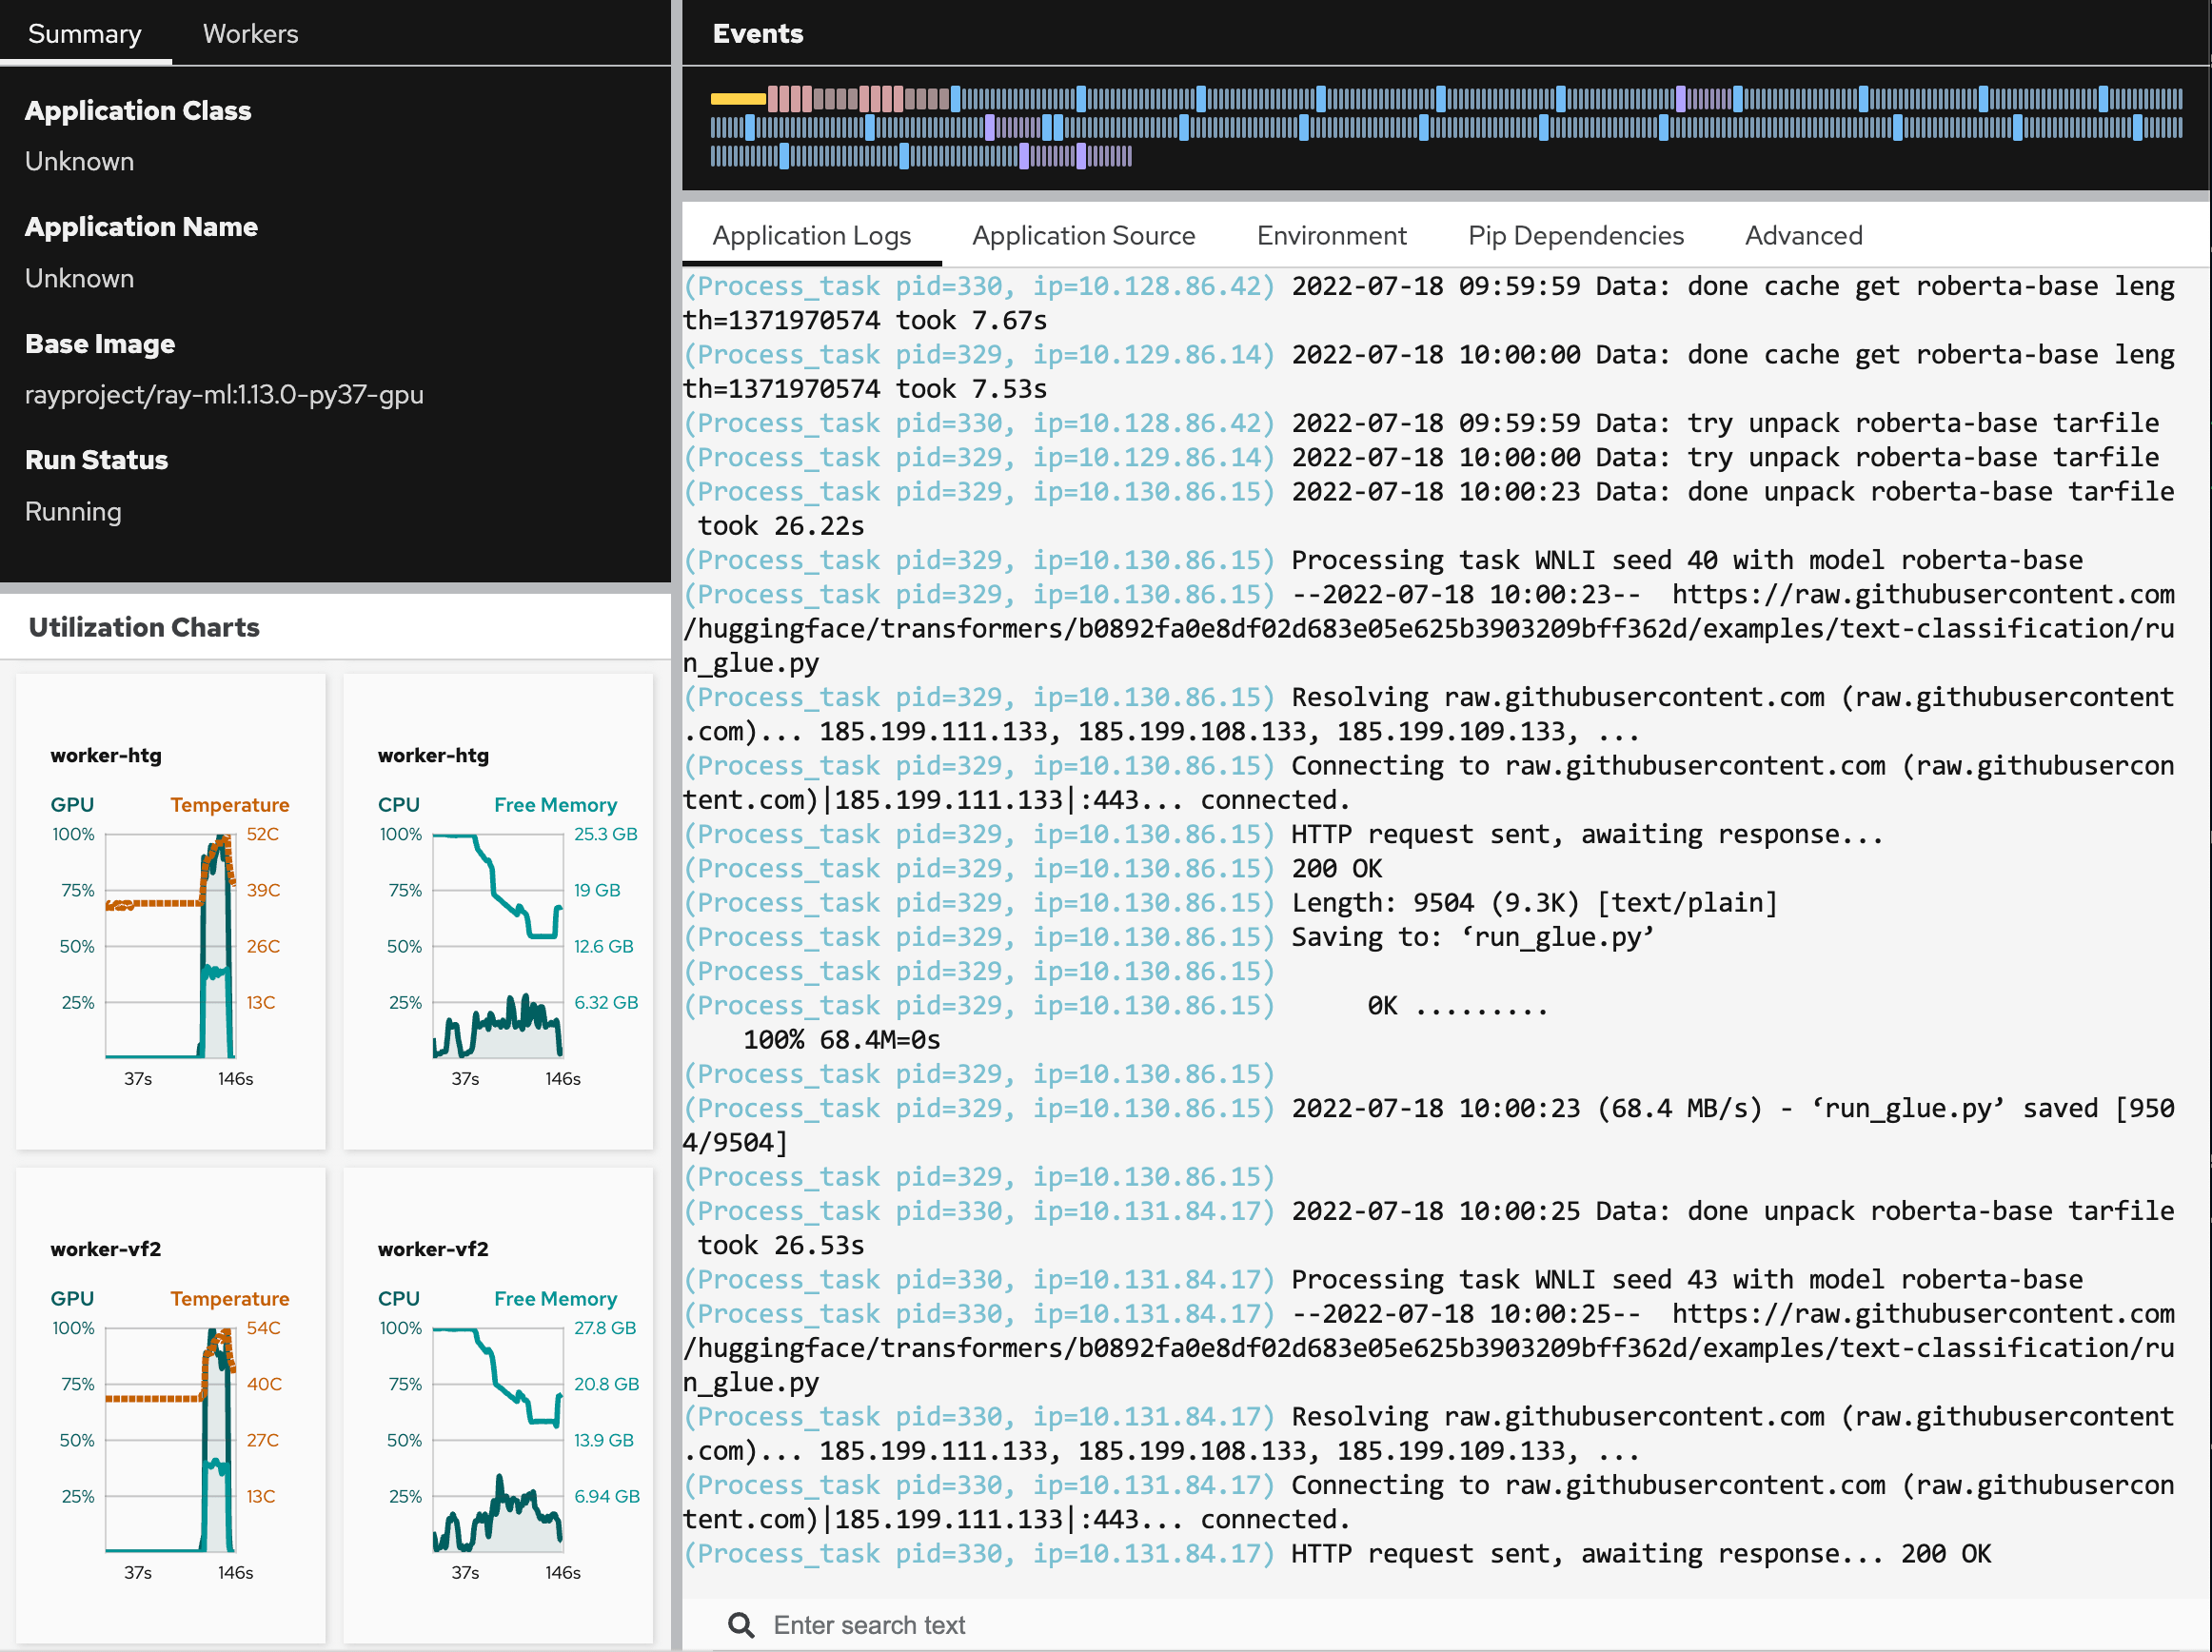 Summary
Workers
Application Class
Unknown
Application Name
Unknown
Base Image
rayproject/ray-ml:1.13.0-py37-gpu
Run Status
Running
Utilization Charts
worker-htg
GPU
Temperature
100%
52C
75%
39C
50%
26C
25%
13C
37s
146s
worker-htg
CPU
Free Memory
100%
25.3 GB
75%
19 GB
50%
12.6 GB
25%
6.32 GB
37s
146s
worker-vf2
GPU
Temperature
100%
54C
75%
40C
50%
27C
25%
13C
37s
146s
worker-vf2
CPU
Free Memory
100%
27.8 GB
75%
20.8 GB
50%
13.9 GB
25%
6.94 GB
37s
146s
Events
Application Logs
Application Source
Environment
Pip Dependencies
Advanced
(Process_task pid=330, ip=10.128.86.42) 2022-07-18 09:59:59 Data: done cache get roberta-base leng
th=1371970574 took 7.67s
(Process_task pid=329, ip=10.129.86.14) 2022-07-18 10:00:00 Data: done cache get roberta-base leng
th=1371970574 took 7.53s
(Process_task pid=330, ip=10.128.86.42) 2022-07-18 09:59:59 Data: try unpack roberta-base tarfile
(Process_task pid=329, ip=10.129.86.14) 2022-07-18 10:00:00 Data: try unpack roberta-base tarfile
(Process_task pid=329, ip=10.130.86.15) 2022-07-18 10:00:23 Data: done unpack roberta-base tarfile
took 26.22s
(Process_task pid=329, ip=10.130.86.15) Processing task WNLI seed 40 with model roberta-base
(Process_task pid=329, ip=10.130.86.15) --2022-07-18 10:00:23--  https://raw.githubusercontent.com
/huggingface/transformers/b0892fa0e8df02d683e05e625b3903209bff362d/examples/text-classification/ru
n_glue.py
(Process_task pid=329, ip=10.130.86.15) Resolving raw.githubusercontent.com (raw.githubusercontent
.com)... 185.199.111.133, 185.199.108.133, 185.199.109.133, ...
(Process_task pid=329, ip=10.130.86.15) Connecting to raw.githubusercontent.com (raw.githubusercon
tent.com)|185.199.111.133|:443... connected.
(Process_task pid=329, ip=10.130.86.15) HTTP request sent, awaiting response...
(Process_task pid=329, ip=10.130.86.15) 200 OK
(Process_task pid=329, ip=10.130.86.15) Length: 9504 (9.3K) [text/plain]
(Process_task pid=329, ip=10.130.86.15) Saving to: ‘run_glue.py’
(Process_task pid=329, ip=10.130.86.15)
(Process_task pid=329, ip=10.130.86.15)      0K .........
100% 68.4M=0s
(Process_task pid=329, ip=10.130.86.15)
(Process_task pid=329, ip=10.130.86.15) 2022-07-18 10:00:23 (68.4 MB/s) - ‘run_glue.py’ saved [950
4/9504]
(Process_task pid=329, ip=10.130.86.15)
(Process_task pid=330, ip=10.131.84.17) 2022-07-18 10:00:25 Data: done unpack roberta-base tarfile
took 26.53s
(Process_task pid=330, ip=10.131.84.17) Processing task WNLI seed 43 with model roberta-base
(Process_task pid=330, ip=10.131.84.17) --2022-07-18 10:00:25--  https://raw.githubusercontent.com
/huggingface/transformers/b0892fa0e8df02d683e05e625b3903209bff362d/examples/text-classification/ru
n_glue.py
(Process_task pid=330, ip=10.131.84.17) Resolving raw.githubusercontent.com (raw.githubusercontent
.com)... 185.199.111.133, 185.199.108.133, 185.199.109.133, ...
(Process_task pid=330, ip=10.131.84.17) Connecting to raw.githubusercontent.com (raw.githubusercon
tent.com)|185.199.111.133|:443... connected.
(Process_task pid=330, ip=10.131.84.17) HTTP request sent, awaiting response... 200 OK
Enter search text